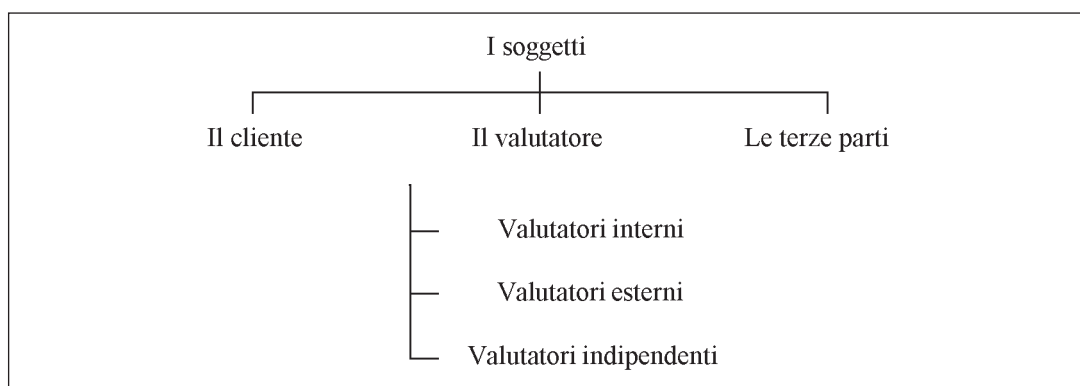 I soggetti
Il cliente Il valutatore Le terze parti
Valutatori interni
Valutatori esterni
Valutatori indipendenti